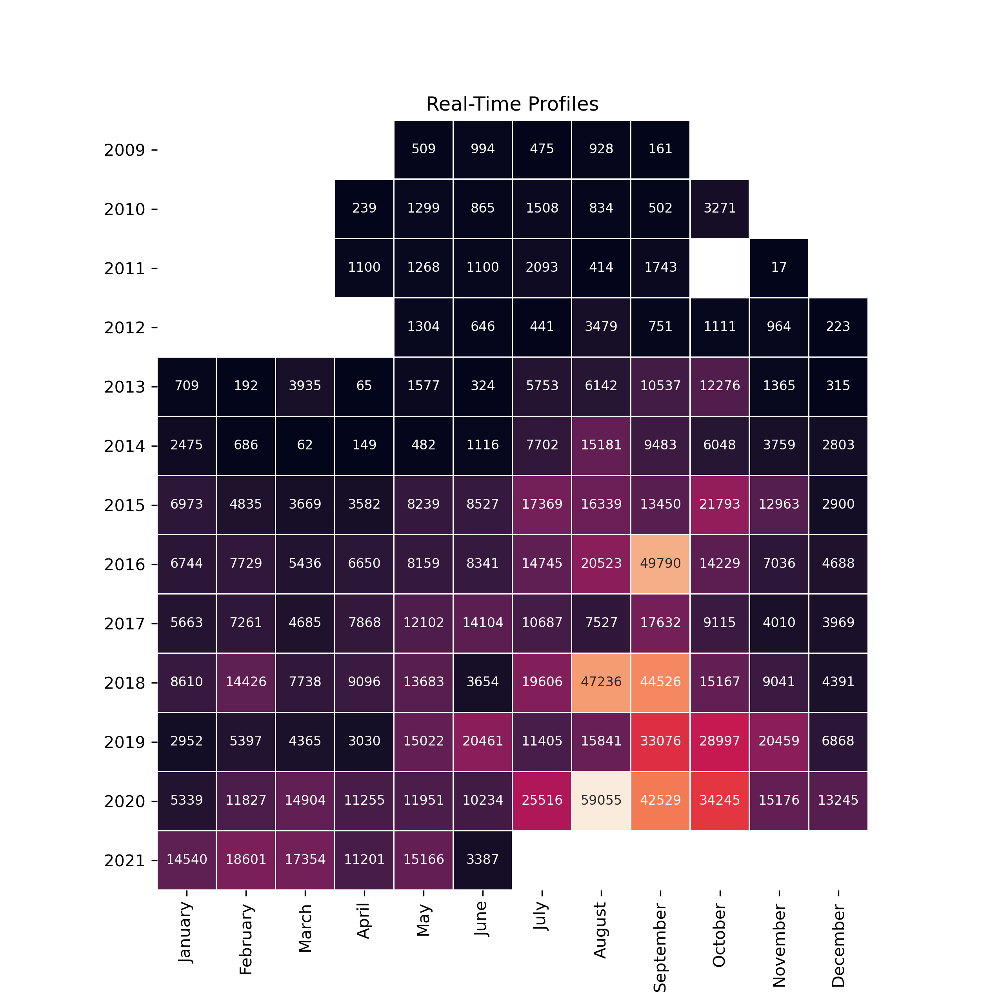 Real-Time Profiles
2009 509 994 475 928 161
2010 239 1299 865 1508 834 502 3271
2011 1100 1268 1100 2093 414 1743 17
2012 1304 646 441 3479 751 1111 964 223
2013 709 192 3935 65 1577 324 5753 6142 10537 12276 1365 315
2014 2475 686 62 149 482 1116 7702 15181 9483 6048 3759 2803
2015 6973 4835 3669 3582 8239 8527 17369 16339 13450 21793 12963 2900
2016 6744 7729 5436 6650 8159 8341 14745 20523 49790 14229 7036 4688
2017 5663 7261 4685 7868 12102 14104 10687 7527 17632 9115 4010 3969
2018 8610 14426 7738 9096 13683 3654 19606 47236 44526 15167 9041 4391
2019 2952 5397 4365 3030 15022 20461 11405 15841 33076 28997 20459 6868
2020 5339 11827 14904 11255 11951 10234 25516 59055 42529 34245 15176 13245
2021 14540 18601 17354 11201 15166 3387
January February March April May June July August September October November December